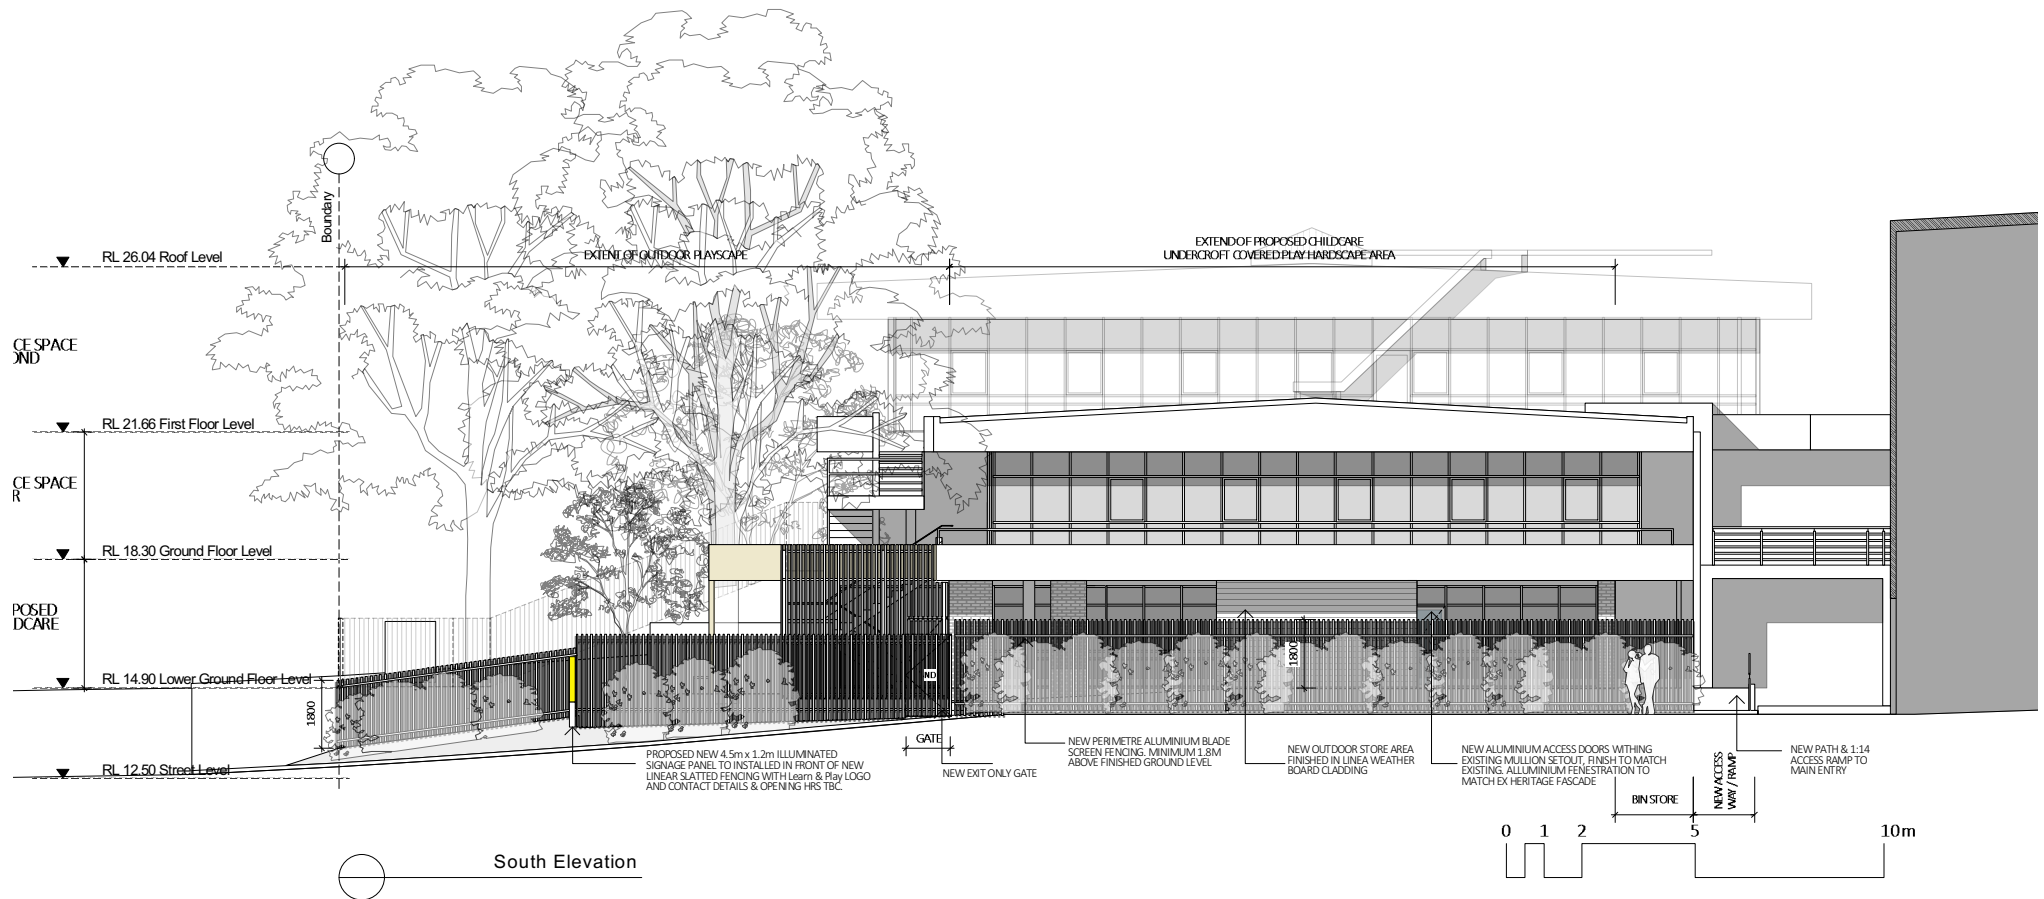 Boundary
RL 26.04 Roof Level
EXTENT OF OUTDOOR PLAYSCAPE
EXTEND OF PROPOSED CHILDCARE
UNDERCROFT COVERED PLAY HARDSCAPE AREA
CE SPACE
OND
RL 21.66 First Floor Level
CE SPACE
R
RL 18.30 Ground Floor Level
POSED
DCARE
RL 14.90 Lower Ground Floor Level
1800
1800
ND
RL 12.50 Street Level
PROPOSED NEW 4.5m x 1.2m ILLUMINATED
SIGNAGE PANEL TO INSTALLED IN FRONT OF NEW
LINEAR SLATTED FENCING WITH Learn & Play LOGO
AND CONTACT DETAILS & OPENING HRS TBC.
GATE
NEW EXIT ONLY GATE
NEW PERIMETRE ALUMINIUM BLADE
SCREEN FENCING. MINIMUM 1.8M
ABOVE FINISHED GROUND LEVEL
NEW OUTDOOR STORE AREA
FINISHED IN LINEA WEATHER
BOARD CLADDING
NEW ALUMINIUM ACCESS DOORS WITHING
EXISTING MULLION SETOUT, FINISH TO MATCH
EXISTING. ALLUMINIUM FENESTRATION TO
MATCH EX HERITAGE FASCADE
NEW PATH & 1:14
ACCESS RAMP TO
MAIN ENTRY
BIN STORE
NEW ACCESS
WAY / RAMP
0 1 2 5 10m
South Elevation